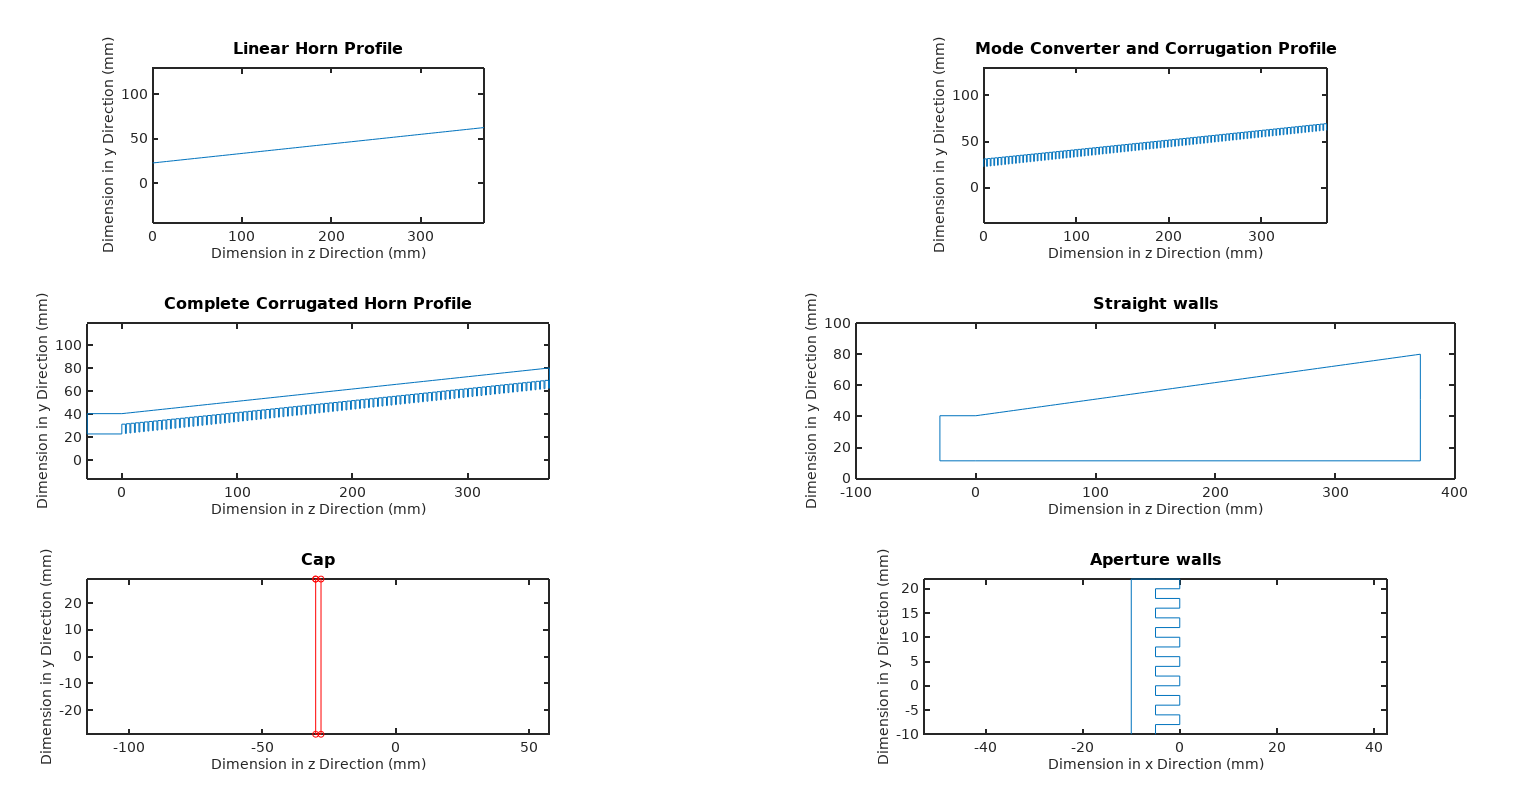 Linear Horn Profile
Dimension in y Direction (mm)
100
50
0
0 100 200 300
Dimension in z Direction (mm)
Mode Converter and Corrugation Profile
Dimension in y Direction (mm)
100
50
0
0 100 200 300
Dimension in z Direction (mm)
Complete Corrugated Horn Profile
Dimension in y Direction (mm)
100
80
60
40
20
0
0 100 200 300
Dimension in z Direction (mm)
Straight walls
Dimension in y Direction (mm)
100
80
60
40
20
0
-100 0 100 200 300 400
Dimension in z Direction (mm)
Cap
Dimension in y Direction (mm)
20
10
0
-10
-20
-100 -50 0 50
Dimension in z Direction (mm)
Aperture walls
Dimension in y Direction (mm)
20
15
10
5
0
-5
-10
-40 -20 0 20 40
Dimension in x Direction (mm)